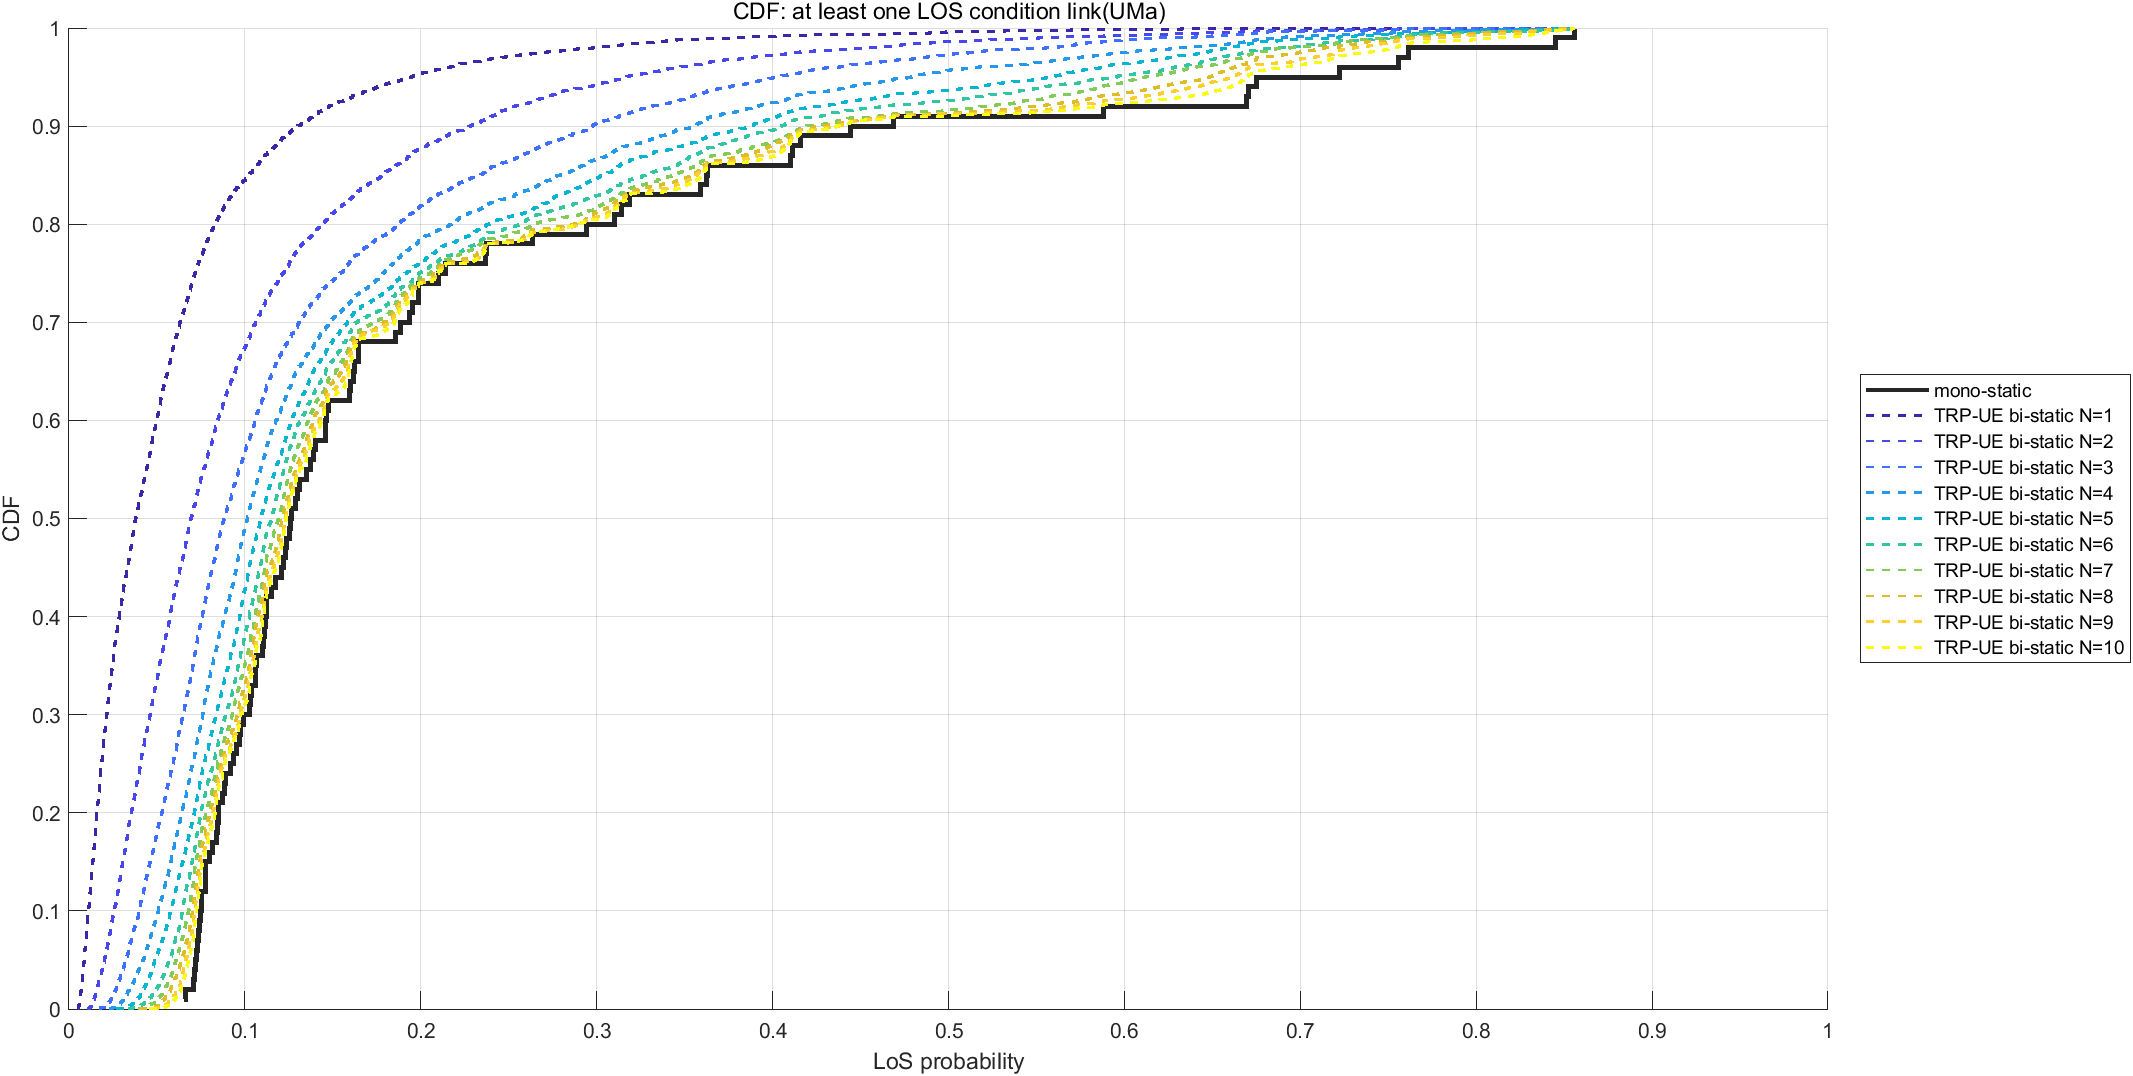 CDF: at least one LOS condition link(UMa)
1
0.9
0.8
0.7
0.6
0.5
0.4
0.3
0.2
0.1
0
CDF
0 0.1 0.2 0.3 0.4 0.5 0.6 0.7 0.8 0.9 1
LoS probability
mono-static
TRP-UE bi-static N=1
TRP-UE bi-static N=2
TRP-UE bi-static N=3
TRP-UE bi-static N=4
TRP-UE bi-static N=5
TRP-UE bi-static N=6
TRP-UE bi-static N=7
TRP-UE bi-static N=8
TRP-UE bi-static N=9
TRP-UE bi-static N=10